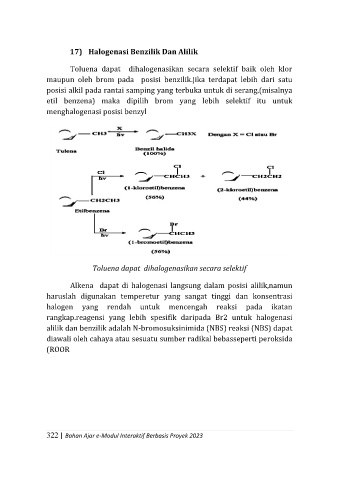 17) Halogenasi Benzilik Dan Alilik
Toluena dapat dihalogenasikan secara selektif baik oleh klor
maupun oleh brom pada posisi benzilik.Jika terdapat lebih dari satu
posisi alkil pada rantai samping yang terbuka untuk di serang,(misalnya
etil benzena) maka dipilih brom yang lebih selektif itu untuk
menghalogenasi posisi benzyl
CH3 X hv CH3X Dengan X = Cl atau Br
Tulena
Benzil halida
(100%)
Cl hv Cl CHCH3 + Cl CH2CH2
(1-kloroetil)benzena (2-kloroetil)benzena
(56%) (44%)
CH2CH3
Etilbenzena
Br hv Br CHCH3
(1-bromoetil)benzena
(56%)
Toluena dapat dihalogenasikan secara selektif
Alkena dapat di halogenasi langsung dalam posisi alilik,namun
haruslah digunakan temperetur yang sangat tinggi dan konsentrasi
halogen yang rendah untuk mencengah reaksi pada ikatan
rangkap.reagensi yang lebih spesifik daripada Br2 untuk halogenasi
alilik dan benzilik adalah N-bromosuksinimida (NBS) reaksi (NBS) dapat
diawali oleh cahaya atau sesuatu sumber radikal bebasseperti peroksida
(ROOR
322 | Bahan Ajar e-Modul Interaktif Berbasis Proyek 2023